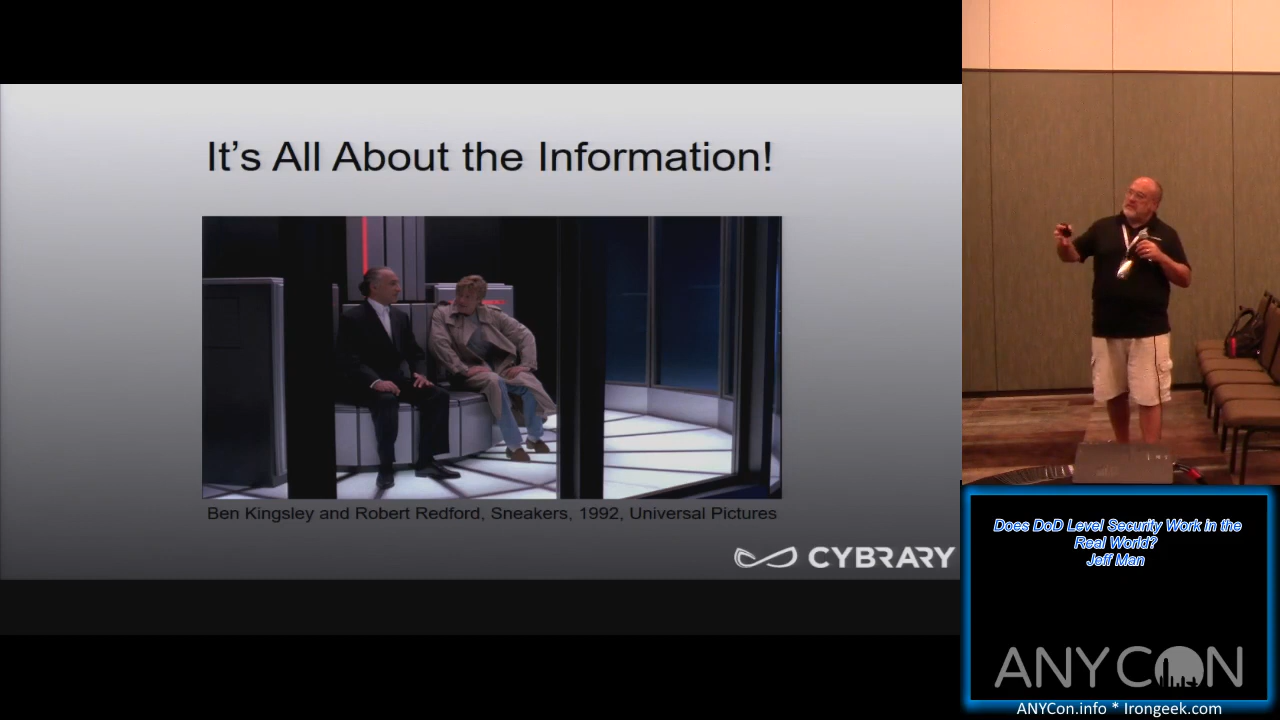 It's All About the Information!
Ben Kingsley and Robert Redford, Sneakers, 1992, Universal Pictures
CYBRARY
Does DoD Level Security Work in the
Real World?
Jeff Man
ANYCON
ANYCon.info * Irongeek.com